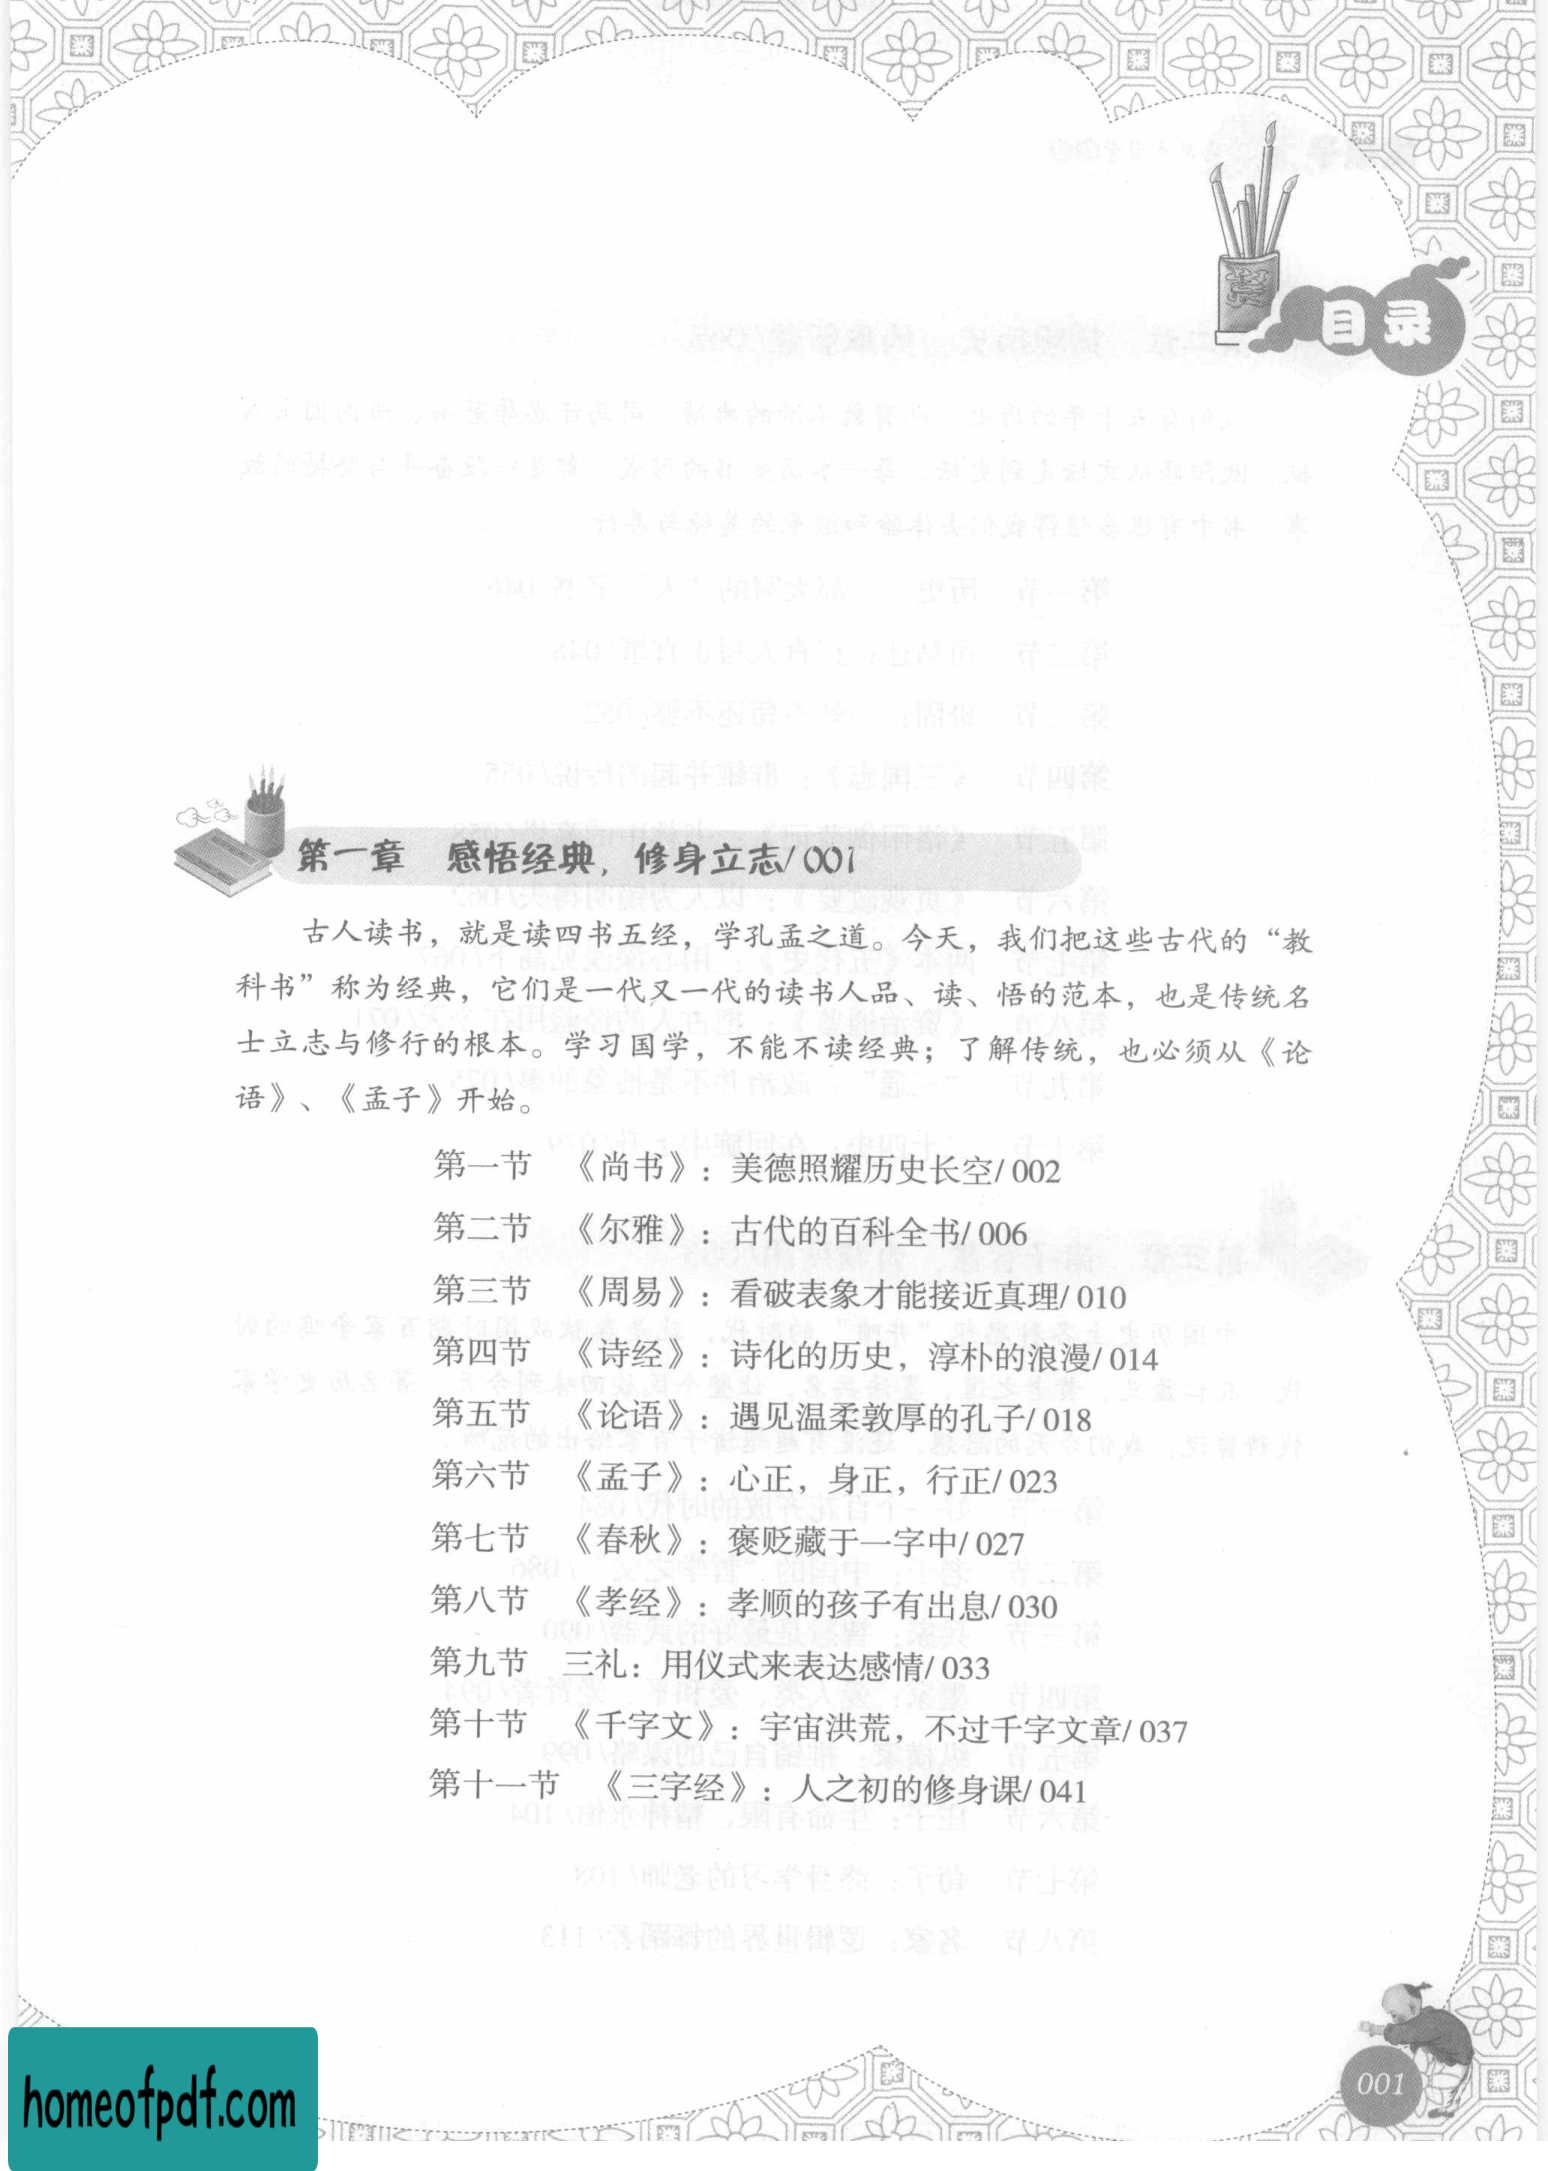 目录
第一章 感悟经典，修身立志/001
古人读书，就是读四书五经，学孔孟之道。今天，我们把这些古代的“教
科书”称为经典，它们是一代又一代的读书人品、读、悟的范本，也是传统名
士立志与修行的根本。学习国学，不能不读经典；了解传统，也必须从《论
语》、《孟子》开始。
第一节 《尚书》：美德照耀历史长空/ 002
第二节 《尔雅》：古代的百科全书/ 006
第三节 《周易》：看破表象才能接近真理/ 010
第四节 《诗经》：诗化的历史，淳朴的浪漫/ 014
第五节 《论语》：遇见温柔敦厚的孔子/ 018
第六节 《孟子》：心正，身正，行正/ 023
第七节 《春秋》：褒贬藏于一字中/ 027
第八节 《孝经》：孝顺的孩子有出息/ 030
第九节 三礼：用仪式来表达感情/ 033
第十节 《千字文》：宇宙洪荒，不过千字文章/ 037
第十一节 《三字经》：人之初的修身课/ 041
001
homeofpdf.com